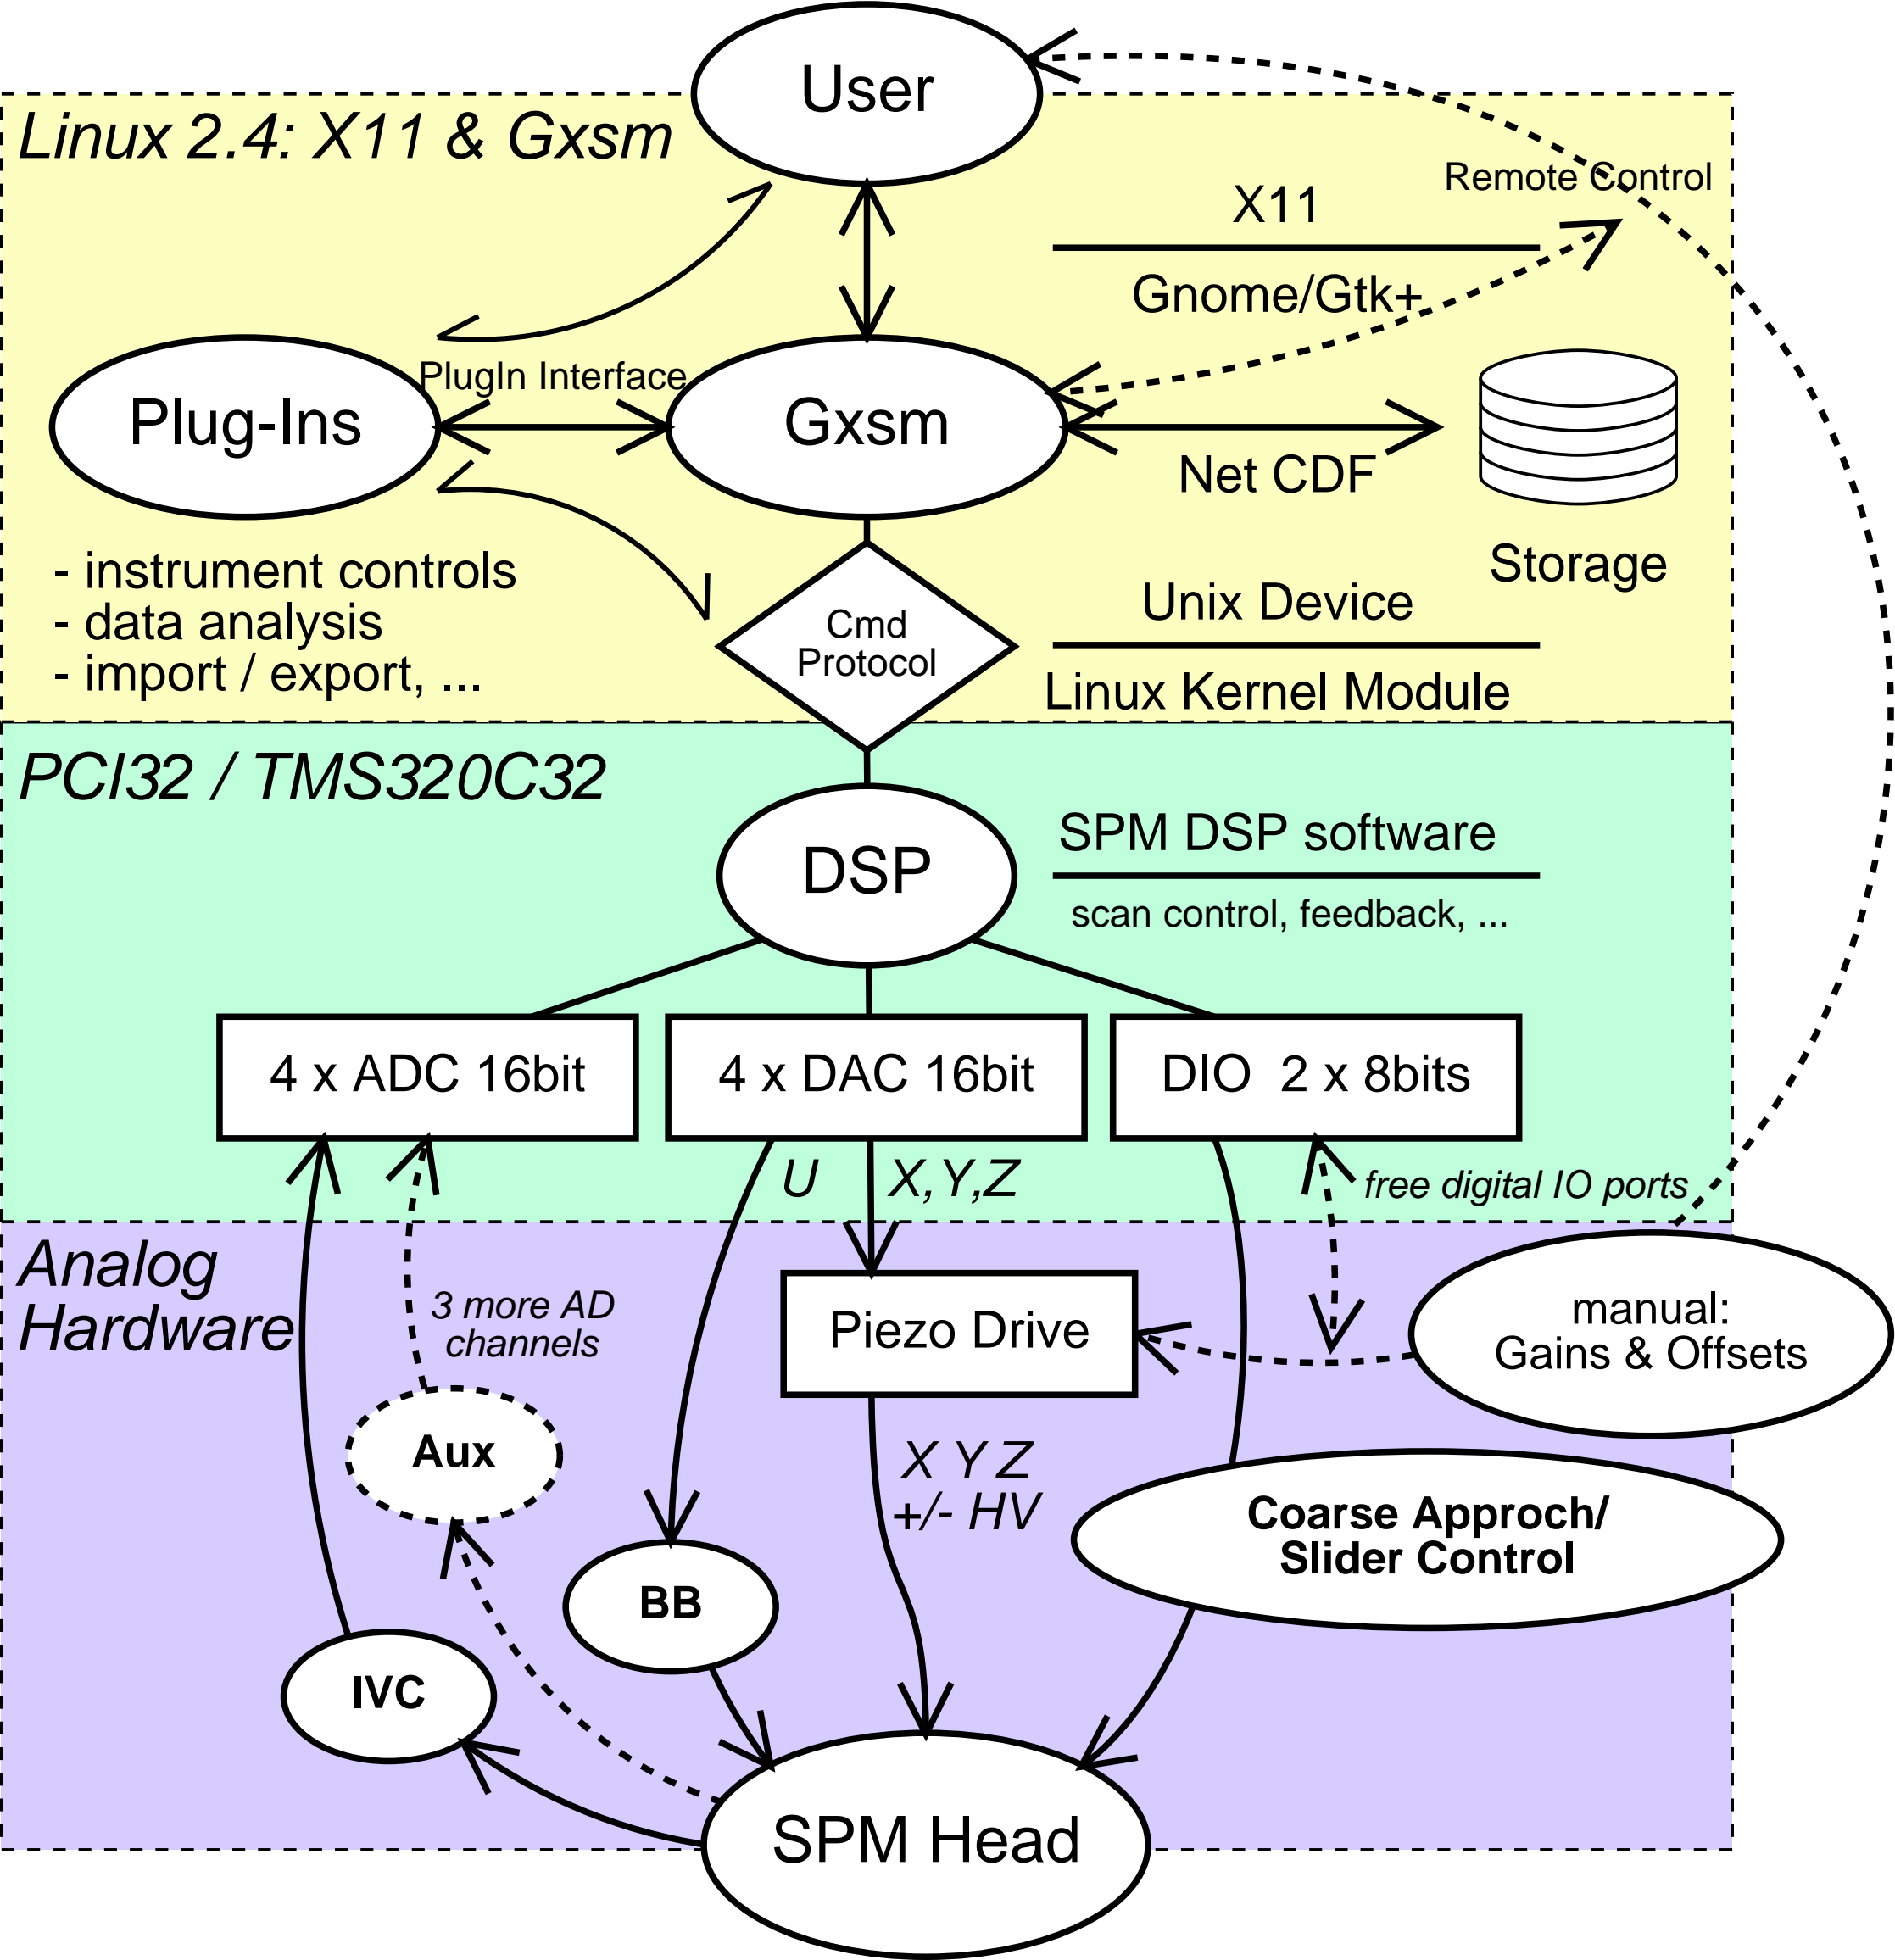 User
Linux 2.4: X11 & Gxsm
Remote Control
X11
Gnome/Gtk+
PlugIn Interface
Plug-Ins
Gxsm
Net CDF
Storage
- instrument controls
- data analysis
- import / export, ...
Cmd
Protocol
Unix Device
Linux Kernel Module
PCI32 / TMS320C32
DSP
SPM DSP software
scan control, feedback, ...
4 x ADC 16bit
4 x DAC 16bit
DIO 2 x 8bits
U
X,Y,Z
free digital IO ports
Analog
Hardware
3 more AD
channels
Piezo Drive
manual:
Gains & Offsets
Aux
X Y Z
+/- HV
Coarse Approch/
Slider Control
BB
IVC
SPM Head